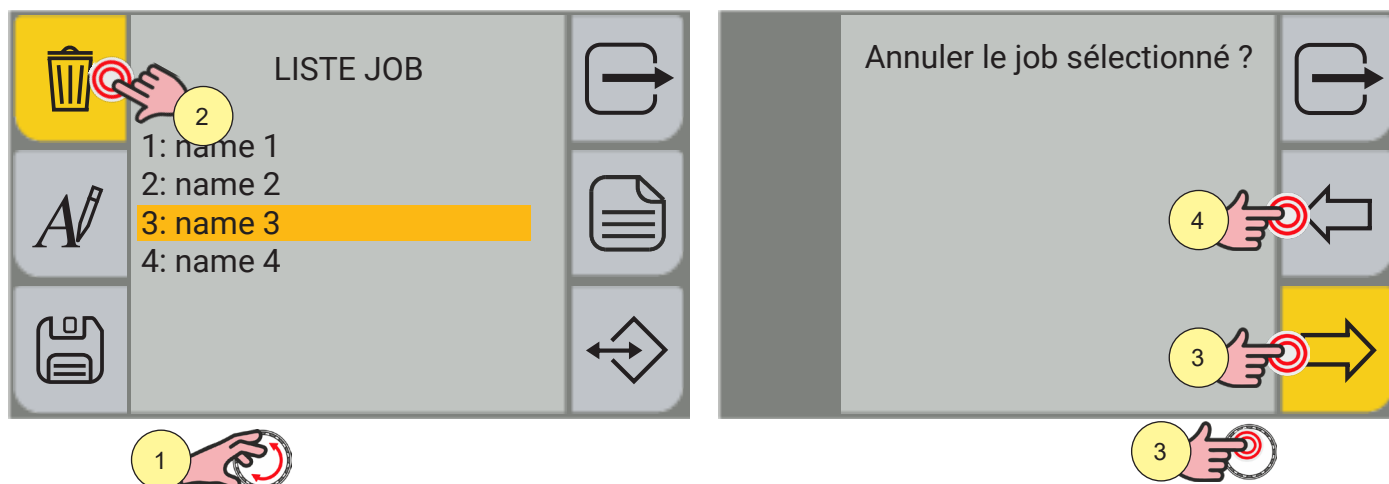 LISTE JOB
2
1: name 1
2: name 2
3: name 3
4: name 4
A
1
Annuler le job sélectionné ?
4
3
3